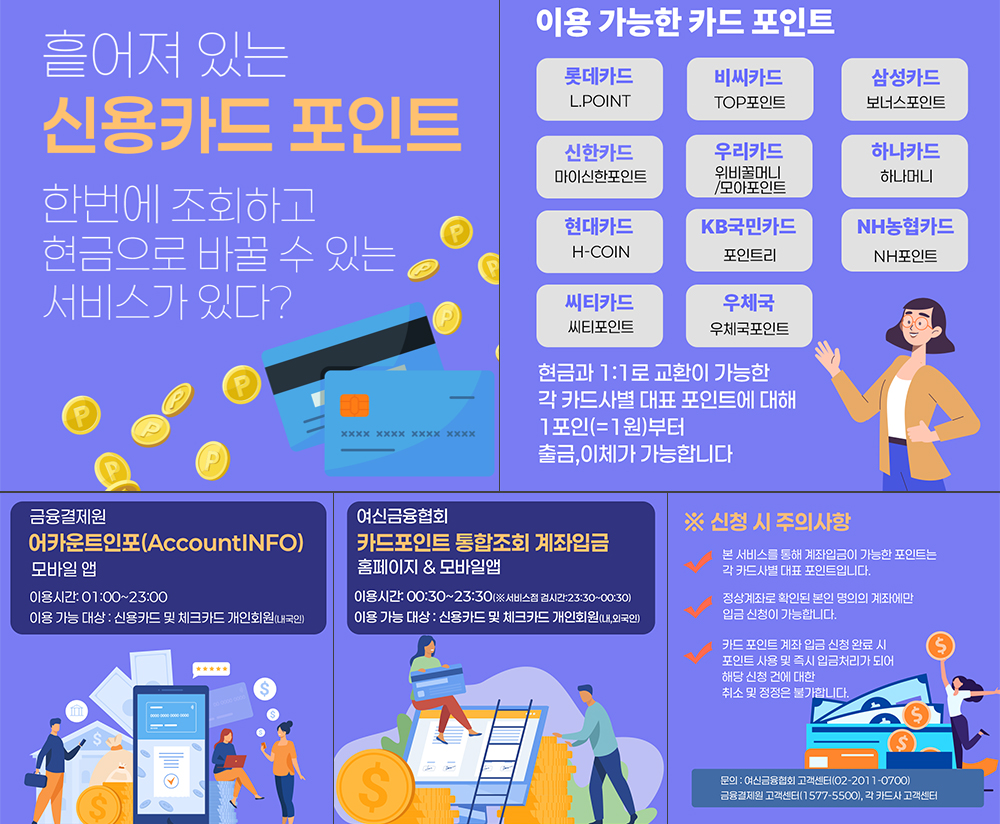 흩어져 있는
신용카드 포인트
한번에 조회하고
현금으로 바꿀 수 있는
서비스가 있다?
이용 가능한 카드 포인트
롯데카드
L.POINT
비씨카드
TOP포인트
삼성카드
보너스포인트
신한카드
마이신한포인트
우리카드
위비꿀머니
/모아포인트
하나카드
하나머니
현대카드
H-COIN
KB국민카드
포인트리
NH농협카드
NH포인트
씨티카드
씨티포인트
우체국
우체국포인트
현금과 1:1로 교환이 가능한
각 카드사별 대표 포인트에 대해
1포인(=1원)부터
출금,이체가 가능합니다
금융결제원
어카운트인포(AccountINFO)
모바일 앱
이용시간: 01:00~23:00
이용 가능 대상 : 신용카드 및 체크카드 개인회원(내국인)
여신금융협회
카드포인트 통합조회 계좌입금
홈페이지 & 모바일앱
이용시간: 00:30~23:30(※서비스점 검시간:23:30~00:30)
이용 가능 대상 : 신용카드 및 체크카드 개인회원(내,외국인)
※ 신청 시 주의사항
본 서비스를 통해 계좌입금이 가능한 포인트는
각 카드사별 대표 포인트입니다.
정상계좌로 확인된 본인 명의의 계좌에만
입금 신청이 가능합니다.
카드 포인트 계좌 입금 신청 완료 시
포인트 사용 및 즉시 입금처리가 되어
해당 신청 건에 대한
취소 및 정정은 불가합니다.
문의 : 여신금융협회 고객센터(02-2011-0700)
금융결제원 고객센터(1577-5500), 각 카드사 고객센터